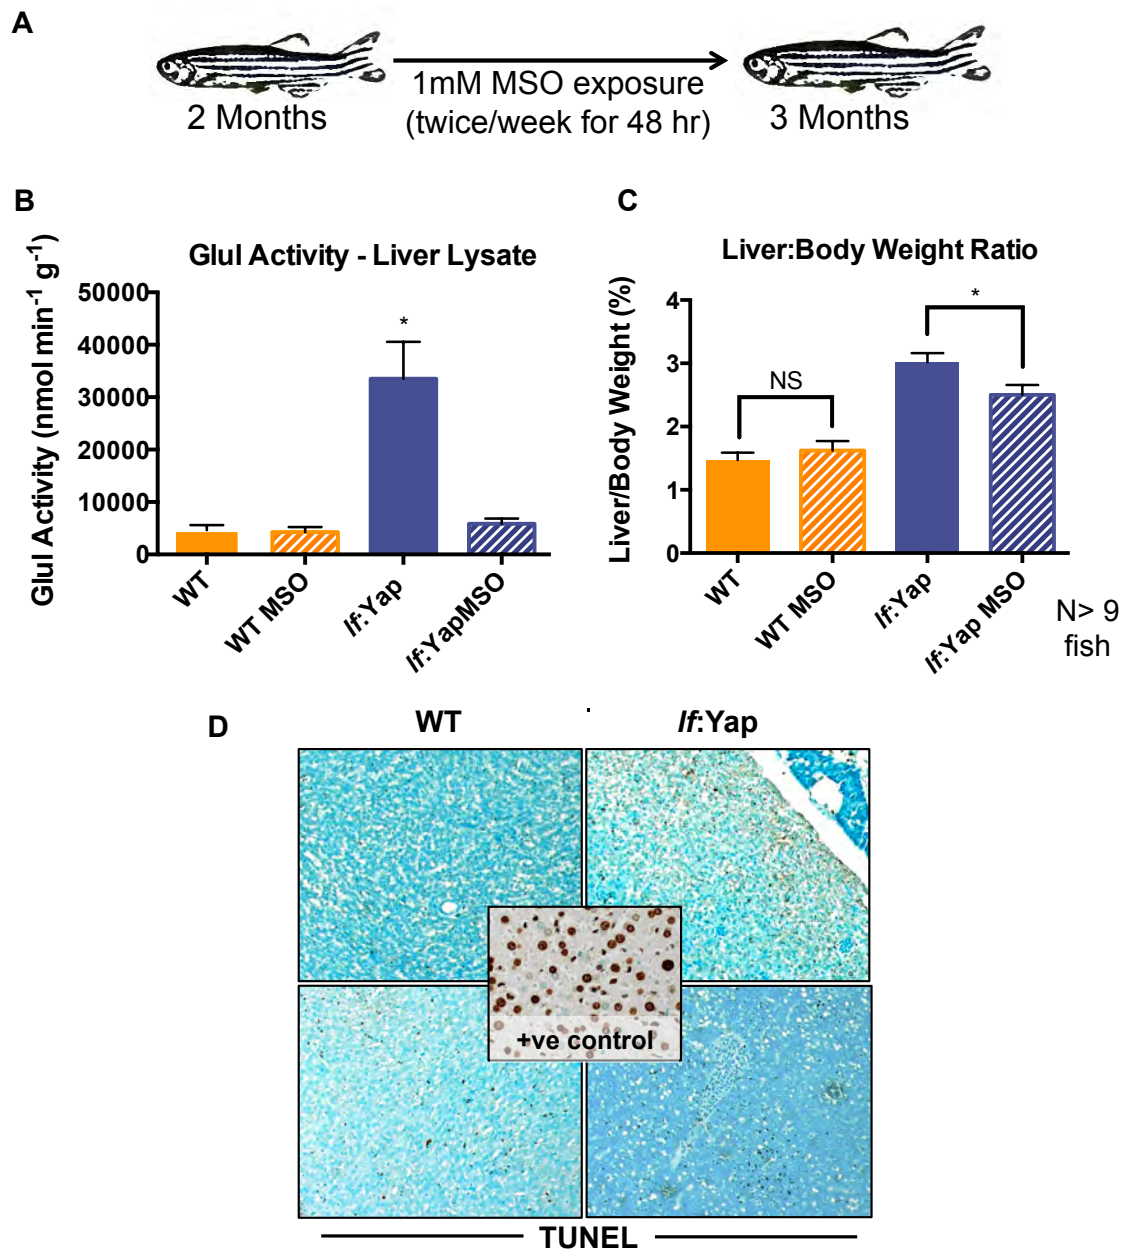 A
1mM MSO exposure
(twice/week for 48 hr)
2 Months
3 Months
B
Glul Activity - Liver Lysate
Glul Activity (nmol min⁻¹ g⁻¹)
50000
40000
30000
20000
10000
0
*
WT
WT MSO
lf:Yap
lf:YapMSO
C
Liver:Body Weight Ratio
Liver/Body Weight (%)
4
3
2
1
0
NS
*
WT
WT MSO
lf:Yap
lf:Yap MSO
N> 9
fish
D
WT
lf:Yap
+ve control
TUNEL